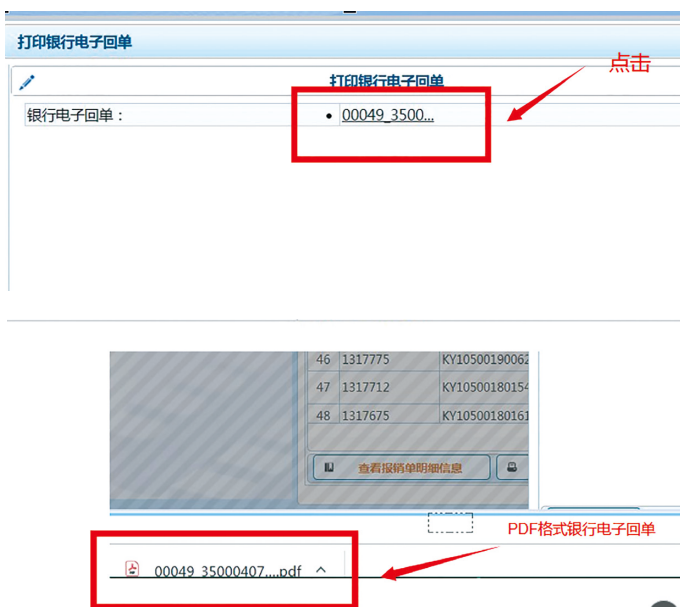 打印银行电子回单
打印银行电子回单
点击
银行电子回单：
• 00049_3500...
46 1317775 KY10500190062
47 1317712 KY10500180154
48 1317675 KY10500180161
查看报销单明细信息
PDF格式银行电子回单
00049_35000407....pdf